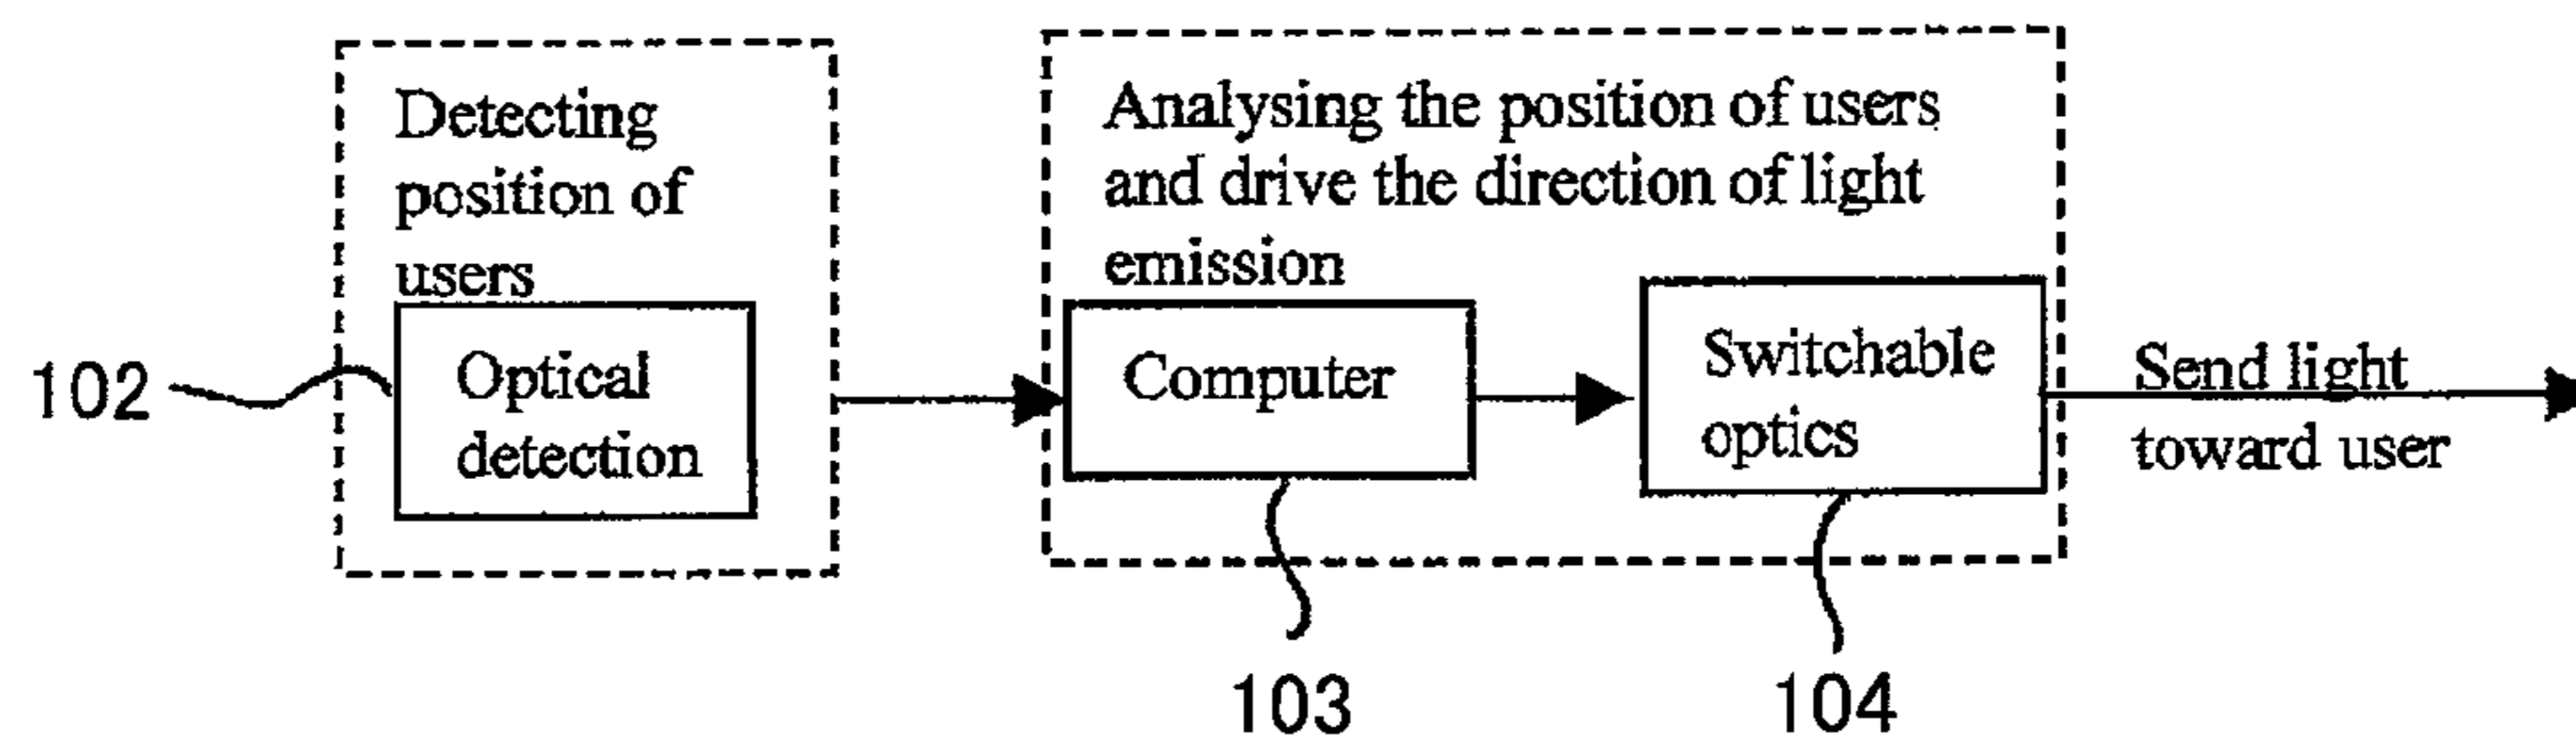 Detecting
position of
users
Optical
detection
102
Analysing the position of users
and drive the direction of light
emission
Computer
Switchable
optics
Send light
toward user
103
104